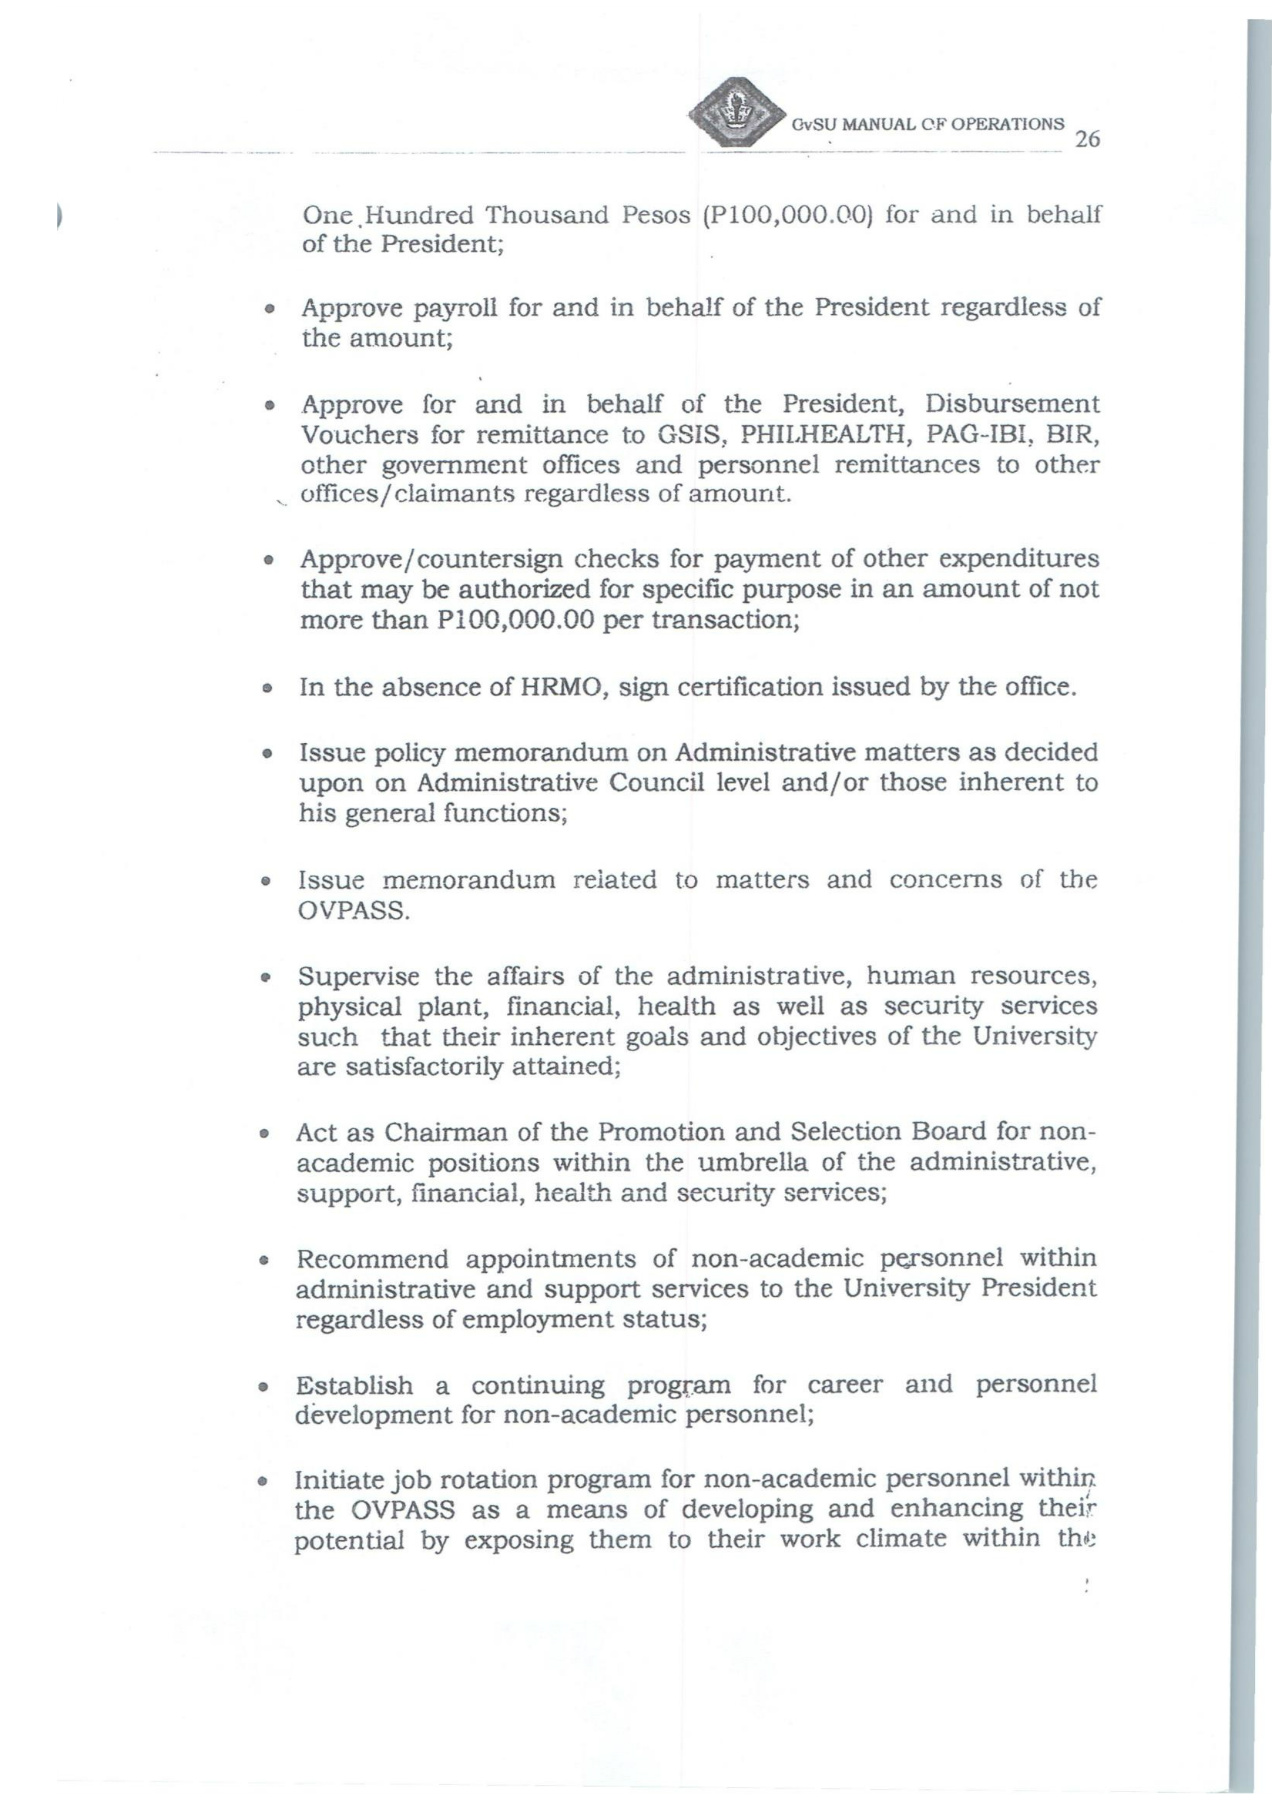 GvSU MANUAL OF OPERATIONS
26
One Hundred Thousand Pesos (P100,000.00) for and in behalf
of the President;
• Approve payroll for and in behalf of the President regardless of
the amount;
• Approve for and in behalf of the President, Disbursement
Vouchers for remittance to GSIS, PHILHEALTH, PAG-IBI, BIR,
other government offices and personnel remittances to other
offices/claimants regardless of amount.
• Approve/countersign checks for payment of other expenditures
that may be authorized for specific purpose in an amount of not
more than P100,000.00 per transaction;
• In the absence of HRMO, sign certification issued by the office.
• Issue policy memorandum on Administrative matters as decided
upon on Administrative Council level and/or those inherent to
his general functions;
• Issue memorandum related to matters and concerns of the
OVPASS.
• Supervise the affairs of the administrative, human resources,
physical plant, financial, health as well as security services
such that their inherent goals and objectives of the University
are satisfactorily attained;
• Act as Chairman of the Promotion and Selection Board for non-
academic positions within the umbrella of the administrative,
support, financial, health and security services;
• Recommend appointments of non-academic personnel within
administrative and support services to the University President
regardless of employment status;
• Establish a continuing program for career and personnel
development for non-academic personnel;
• Initiate job rotation program for non-academic personnel within
the OVPASS as a means of developing and enhancing their
potential by exposing them to their work climate within the